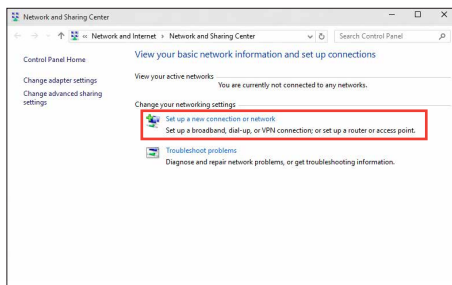 Network and Sharing Center
« Network and Internet › Network and Sharing Center
Search Control Panel
Control Panel Home
Change adapter settings
Change advanced sharing
settings
View your basic network information and set up connections
View your active networks
You are currently not connected to any networks.
Change your networking settings
Set up a new connection or network
Set up a broadband, dial-up, or VPN connection; or set up a router or access point.
Troubleshoot problems
Diagnose and repair network problems, or get troubleshooting information.